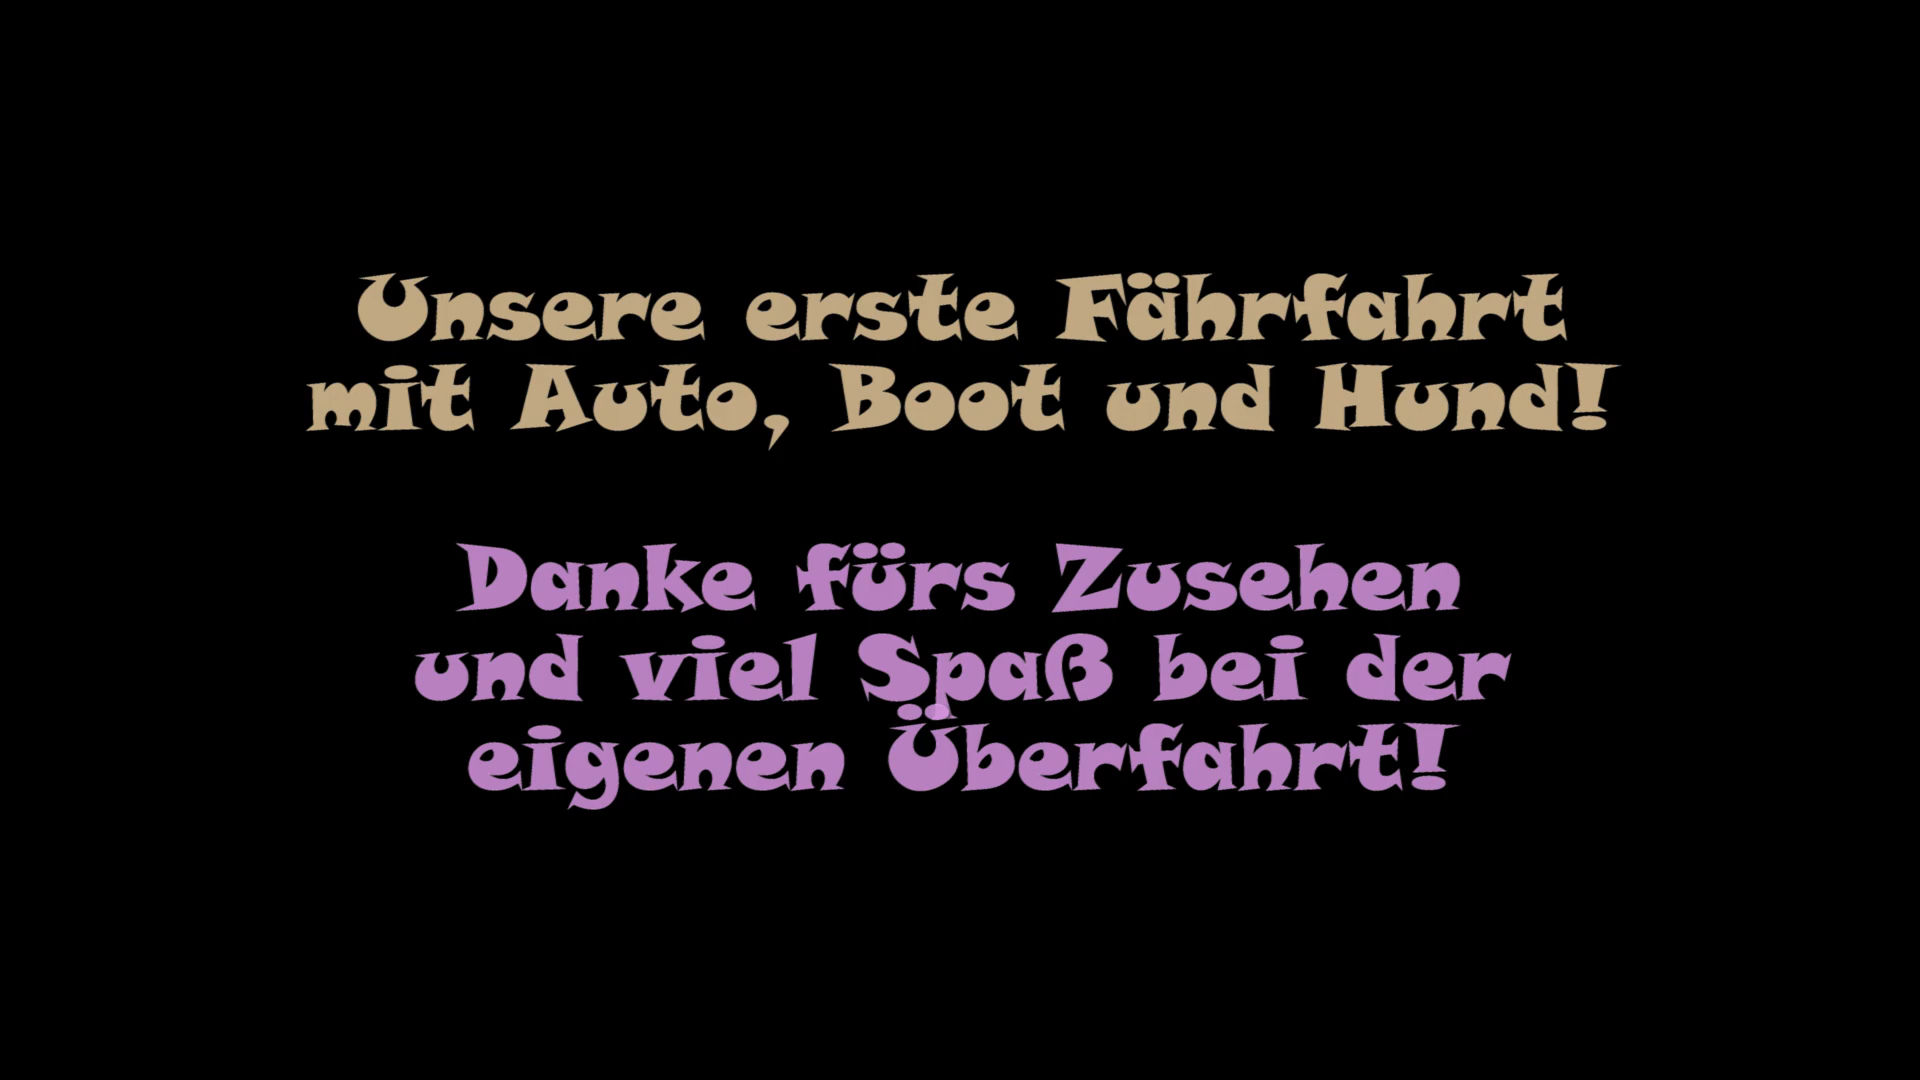 Unsere erste Fährfahrt
mit Auto, Boot und Hund!
Danke fürs Zusehen
und viel Spaß bei der
eigenen Überfahrt!